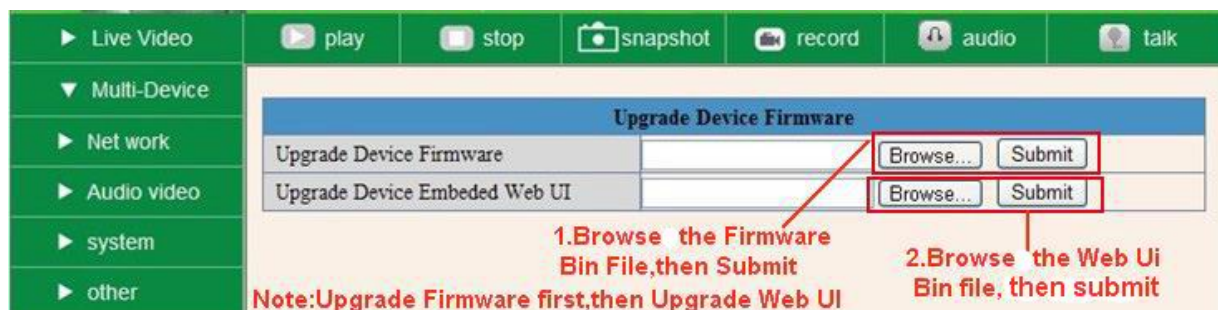 Live Video
play
stop
snapshot
record
audio
talk
Multi-Device
Upgrade Device Firmware
Net work
Upgrade Device Firmware
Browse...
Submit
Audio video
Upgrade Device Embeded Web UI
Browse...
Submit
system
1.Browse the Firmware
Bin File,then Submit
2.Browse the Web Ui
Bin file, then submit
other
Note:Upgrade Firmware first,then Upgrade Web UI